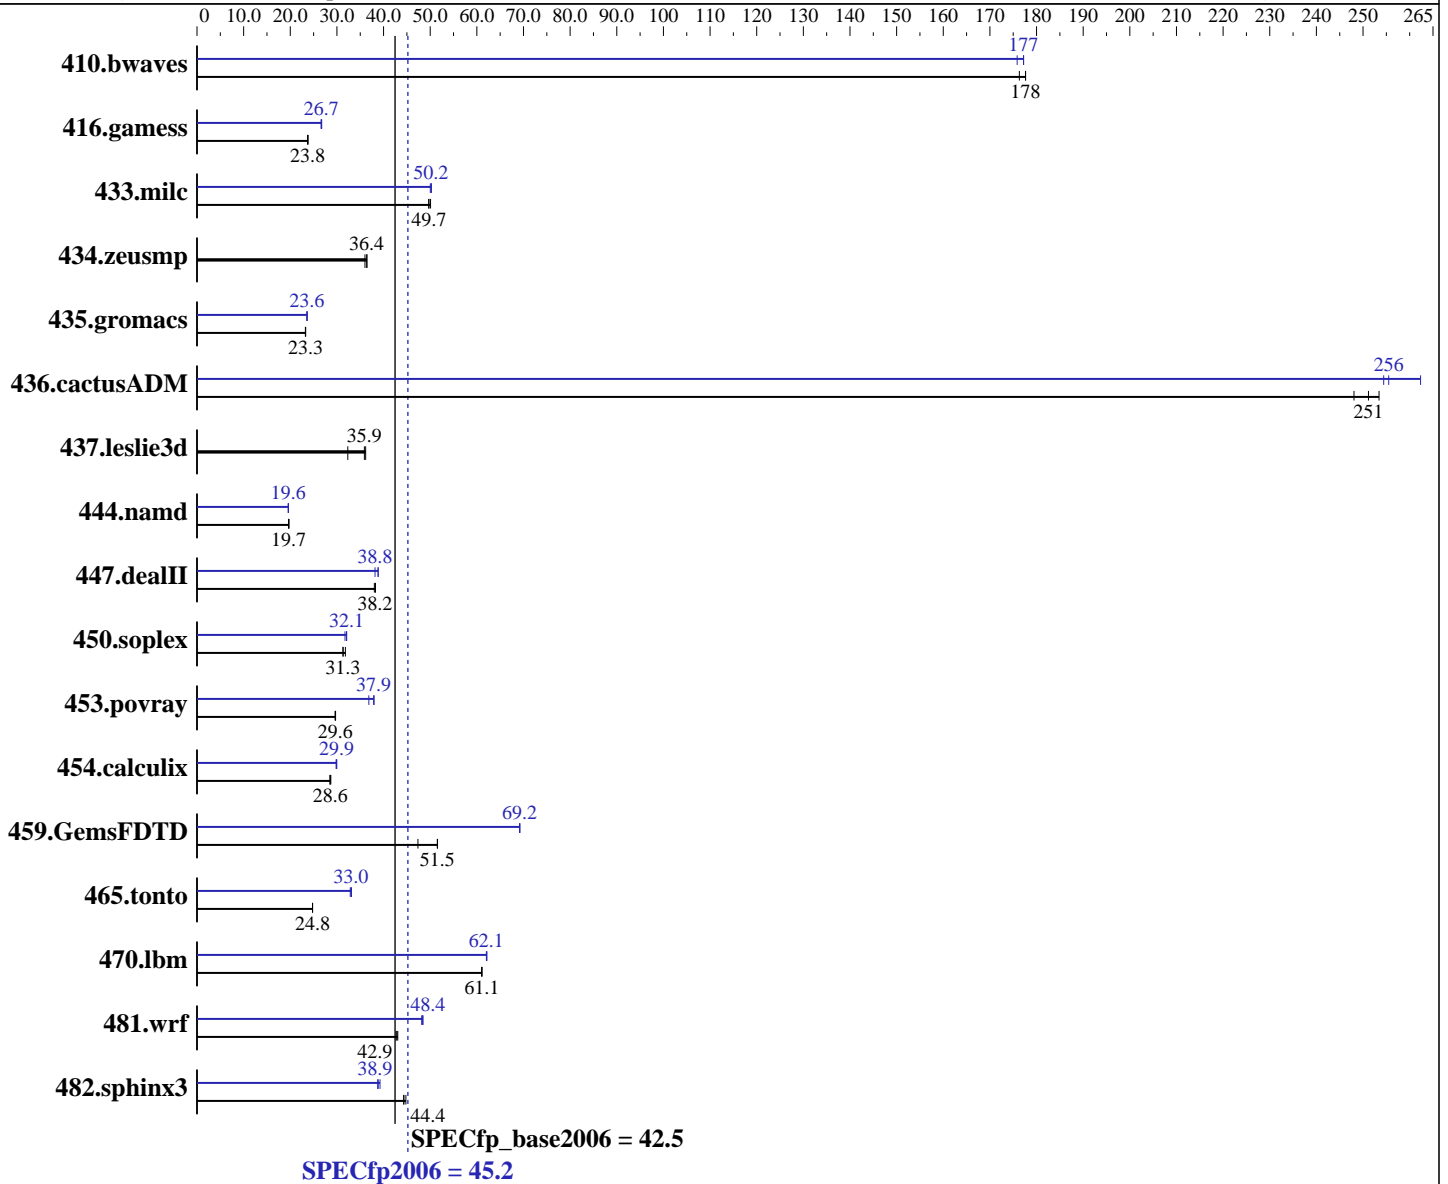 0 10.0 20.0 30.0 40.0 50.0 60.0 70.0 80.0 90.0 100 110 120 130 140 150 160 170 180 190 200 210 220 230 240 250 265
177
410.bwaves
178
26.7
416.gamess
23.8
50.2
433.milc
49.7
36.4
434.zeusmp
23.6
435.gromacs
23.3
256
436.cactusADM
251
35.9
437.leslie3d
19.6
444.namd
19.7
38.8
447.dealII
38.2
32.1
450.soplex
31.3
37.9
453.povray
29.6
29.9
454.calculix
28.6
69.2
459.GemsFDTD
51.5
33.0
465.tonto
24.8
62.1
470.lbm
61.1
48.4
481.wrf
42.9
38.9
482.sphinx3
44.4
SPECfp_base2006 = 42.5
SPECfp2006 = 45.2